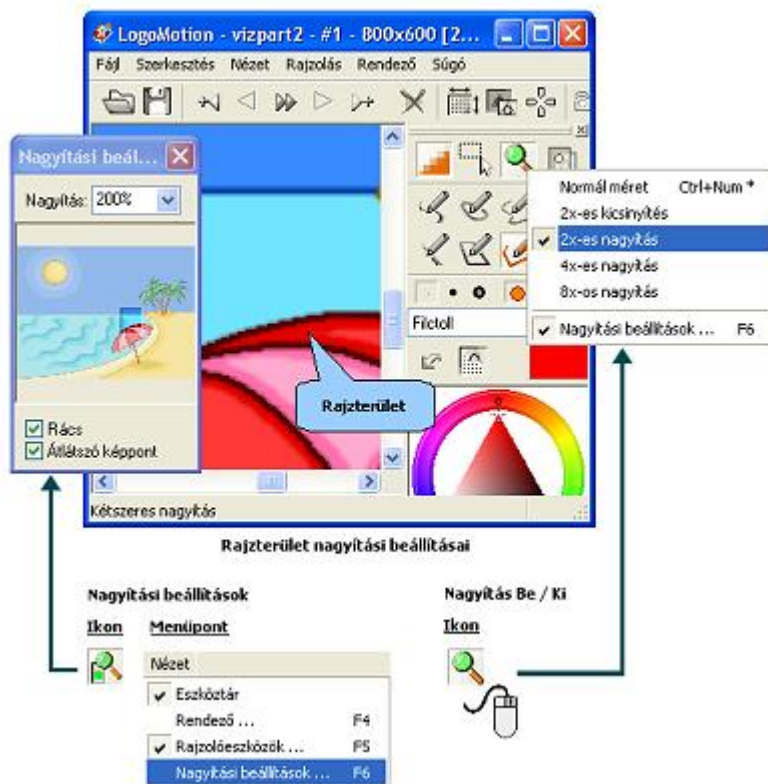 LogoMotion - vizpart2 - #1 - 800x600 [2...
Fájl Szerkesztés Nézet Rajzolás Rendező Súgó
Nagyítási beál...
Nagyítás: 200%
Rács
Átlátszó képpont
Normál méret Ctrl+Num *
2x-es kicsinyítés
2x-es nagyítás
4x-es nagyítás
8x-os nagyítás
Nagyítási beállítások ... F6
Filctoll
Rajzterület
Kétszeres nagyítás
Rajzterület nagyítási beállításai
Nagyítási beállítások
Ikon Menüpont
Nézet
Eszköztár
Rendező ... F4
Rajzolóeszközök ... F5
Nagyítási beállítások ... F6
Nagyítás Be / Ki
Ikon